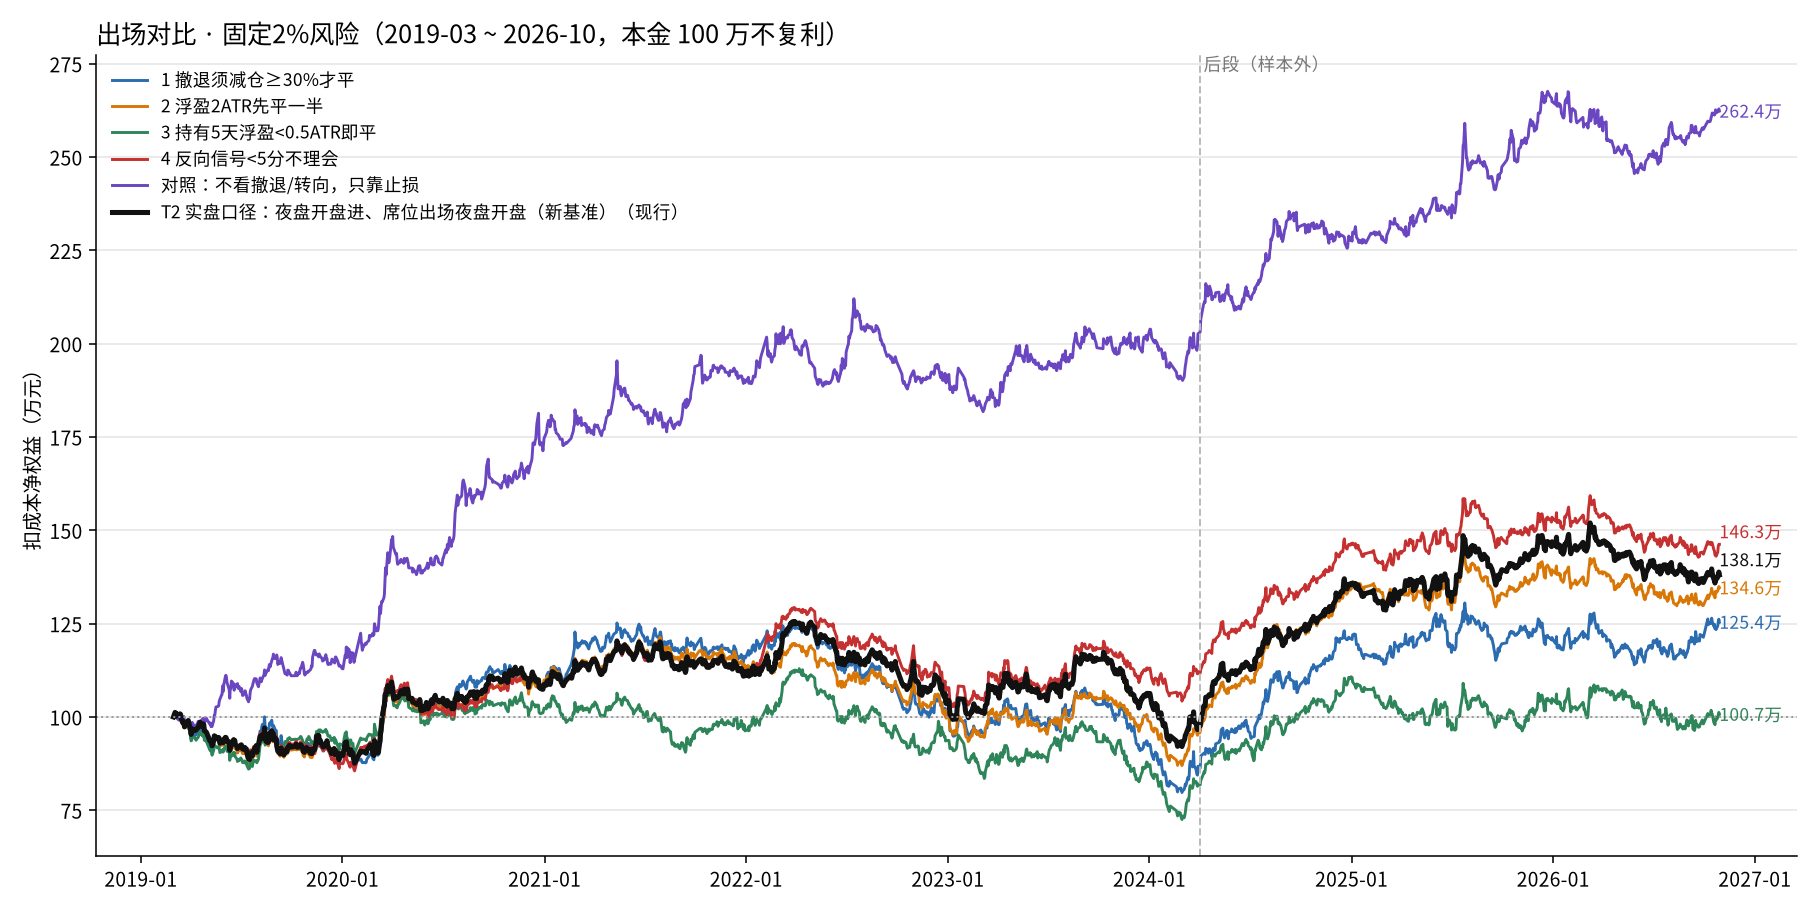 出场对比 · 固定2%风险（2019-03 ~ 2026-10，本金 100 万不复利）
后段（样本外）
1 撤退须减仓≥30%才平
2 浮盈2ATR先平一半
3 持有5天浮盈<0.5ATR即平
4 反向信号<5分不理会
对照：不看撤退/转向，只靠止损
T2 实盘口径：夜盘开盘进、席位出场夜盘开盘（新基准）（现行）
扣成本净权益（万元）
275
250
225
200
175
150
125
100
75
262.4万
146.3万
138.1万
134.6万
125.4万
100.7万
2019-01
2020-01
2021-01
2022-01
2023-01
2024-01
2025-01
2026-01
2027-01